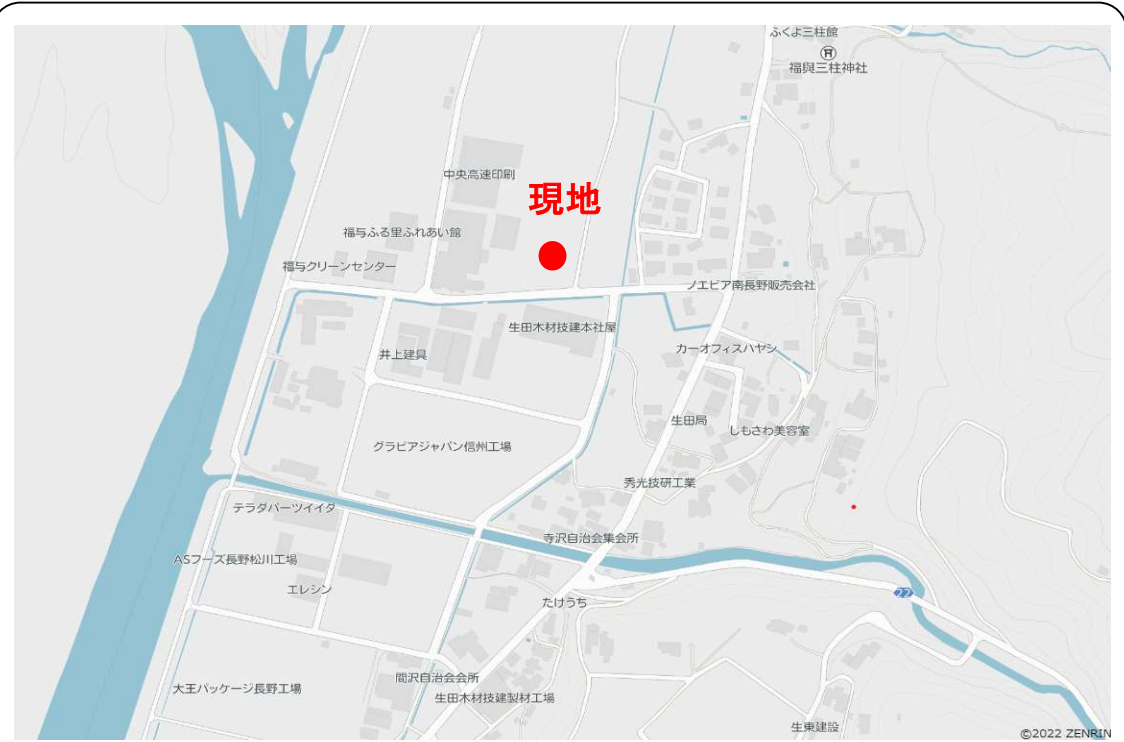 ふくよ三柱館
福與三柱神社
中央高速印刷
現地
福与ふる里ふれあい館
福与クリーンセンター
ノエビア南長野販売会社
生田木材技建本社屋
井上建具
カーオフィスハヤシ
生田局
しもさわ美容室
グラビアジャパン信州工場
秀光技研工業
テラダパーツイイダ
寺沢自治会集会所
ASフーズ長野松川工場
エレシン
たけうち
22
間沢自治会会所
大王パッケージ長野工場
生田木材技建製材工場
生東建設
©2022 ZENRIN